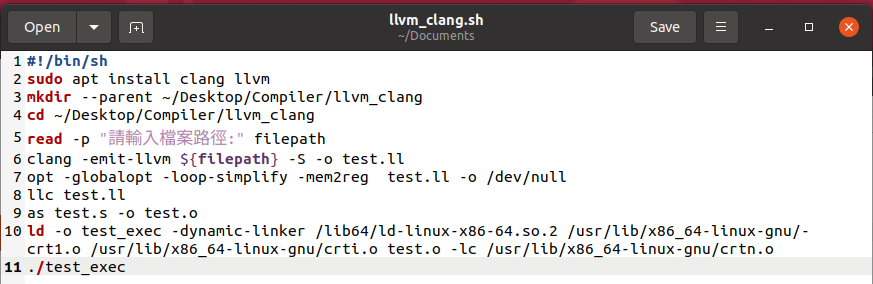 Open
llvm_clang.sh
~/Documents
Save
1 #!/bin/sh
2 sudo apt install clang llvm
3 mkdir --parent ~/Desktop/Compiler/llvm_clang
4 cd ~/Desktop/Compiler/llvm_clang
5 read -p "請輸入檔案路徑:" filepath
6 clang -emit-llvm ${filepath} -S -o test.ll
7 opt -globalopt -loop-simplify -mem2reg  test.ll -o /dev/null
8 llc test.ll
9 as test.s -o test.o
10 ld -o test_exec -dynamic-linker /lib64/ld-linux-x86-64.so.2 /usr/lib/x86_64-linux-gnu/-
crt1.o /usr/lib/x86_64-linux-gnu/crti.o test.o -lc /usr/lib/x86_64-linux-gnu/crtn.o
11 ./test_exec